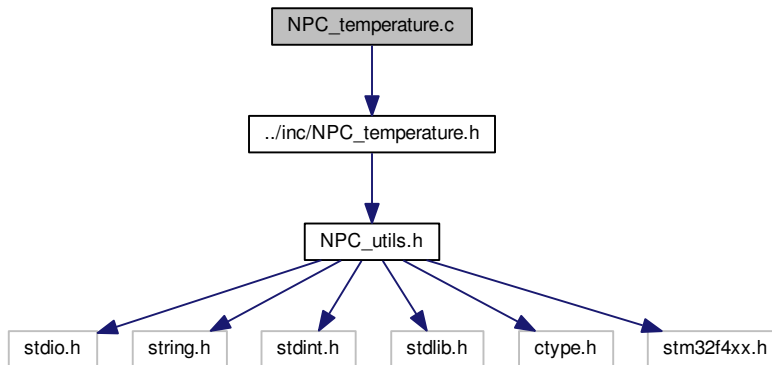 NPC_temperature.c
../inc/NPC_temperature.h
NPC_utils.h
stdio.h
string.h
stdint.h
stdlib.h
ctype.h
stm32f4xx.h